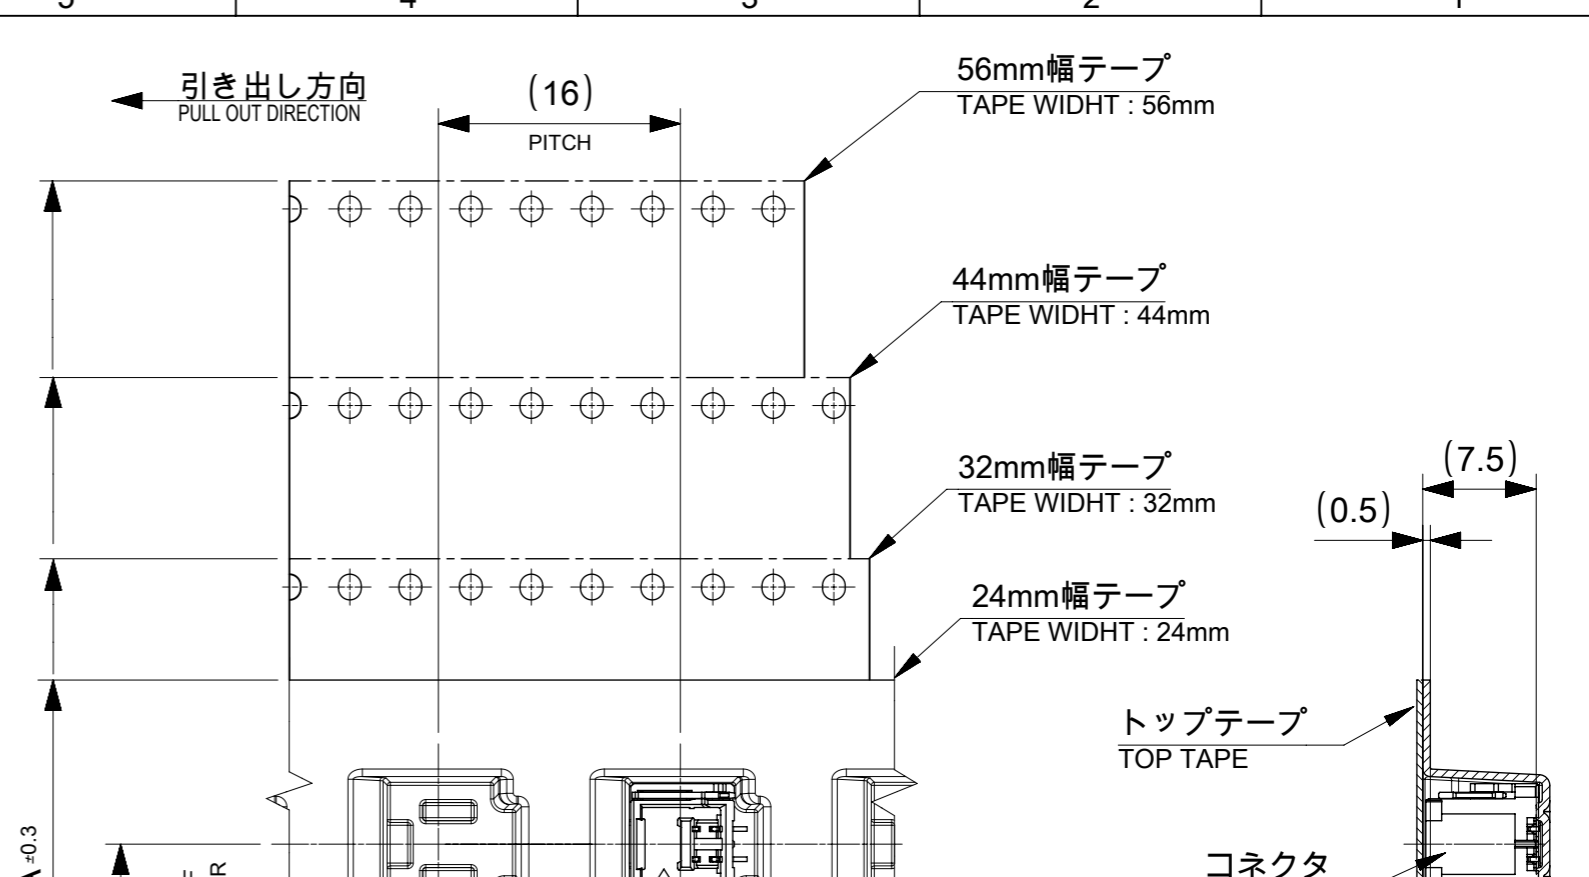 引き出し方向
PULL OUT DIRECTION
(16)
PITCH
56mm幅テープ
TAPE WIDHT : 56mm
44mm幅テープ
TAPE WIDHT : 44mm
32mm幅テープ
TAPE WIDHT : 32mm
(7.5)
(0.5)
24mm幅テープ
TAPE WIDHT : 24mm
トップテープ
TOP TAPE
コネクタ
A ±0.3